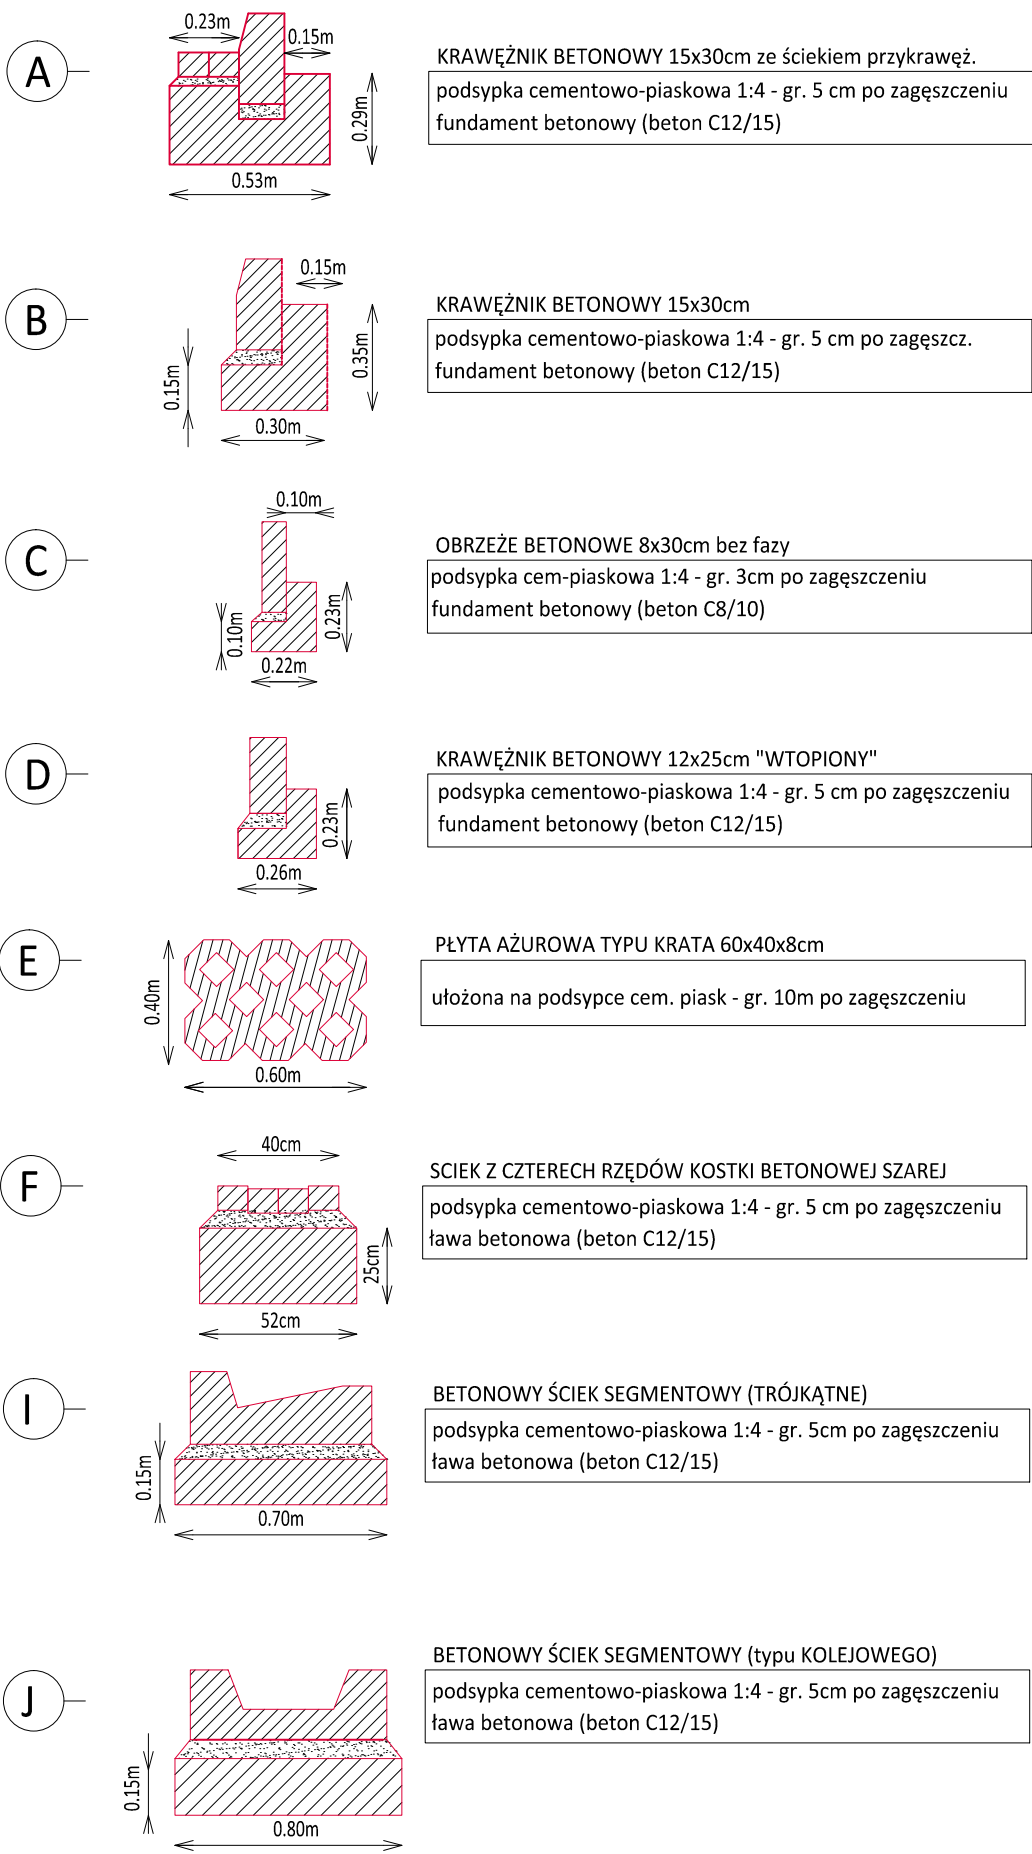 A
0.23m
0.15m
0.29m
0.53m
KRAWĘŻNIK BETONOWY 15x30cm ze ściekiem przykrawęż.
podsypka cementowo-piaskowa 1:4 - gr. 5 cm po zagęszczeniu
fundament betonowy (beton C12/15)
B
0.15m
0.35m
0.15m
0.30m
KRAWĘŻNIK BETONOWY 15x30cm
podsypka cementowo-piaskowa 1:4 - gr. 5 cm po zagęszcz.
fundament betonowy (beton C12/15)
C
0.10m
0.10m
0.23m
0.22m
OBRZEŻE BETONOWE 8x30cm bez fazy
podsypka cem-piaskowa 1:4 - gr. 3cm po zagęszczeniu
fundament betonowy (beton C8/10)
D
0.23m
0.26m
KRAWĘŻNIK BETONOWY 12x25cm "WTOPIONY"
podsypka cementowo-piaskowa 1:4 - gr. 5 cm po zagęszczeniu
fundament betonowy (beton C12/15)
E
0.40m
0.60m
PŁYTA AŻUROWA TYPU KRATA 60x40x8cm
ułożona na podsypce cem. piask - gr. 10m po zagęszczeniu
F
40cm
25cm
52cm
SCIEK Z CZTERECH RZĘDÓW KOSTKI BETONOWEJ SZAREJ
podsypka cementowo-piaskowa 1:4 - gr. 5 cm po zagęszczeniu
ława betonowa (beton C12/15)
I
0.15m
0.70m
BETONOWY ŚCIEK SEGMENTOWY (TRÓJKĄTNE)
podsypka cementowo-piaskowa 1:4 - gr. 5cm po zagęszczeniu
ława betonowa (beton C12/15)
J
0.15m
0.80m
BETONOWY ŚCIEK SEGMENTOWY (typu KOLEJOWEGO)
podsypka cementowo-piaskowa 1:4 - gr. 5cm po zagęszczeniu
ława betonowa (beton C12/15)